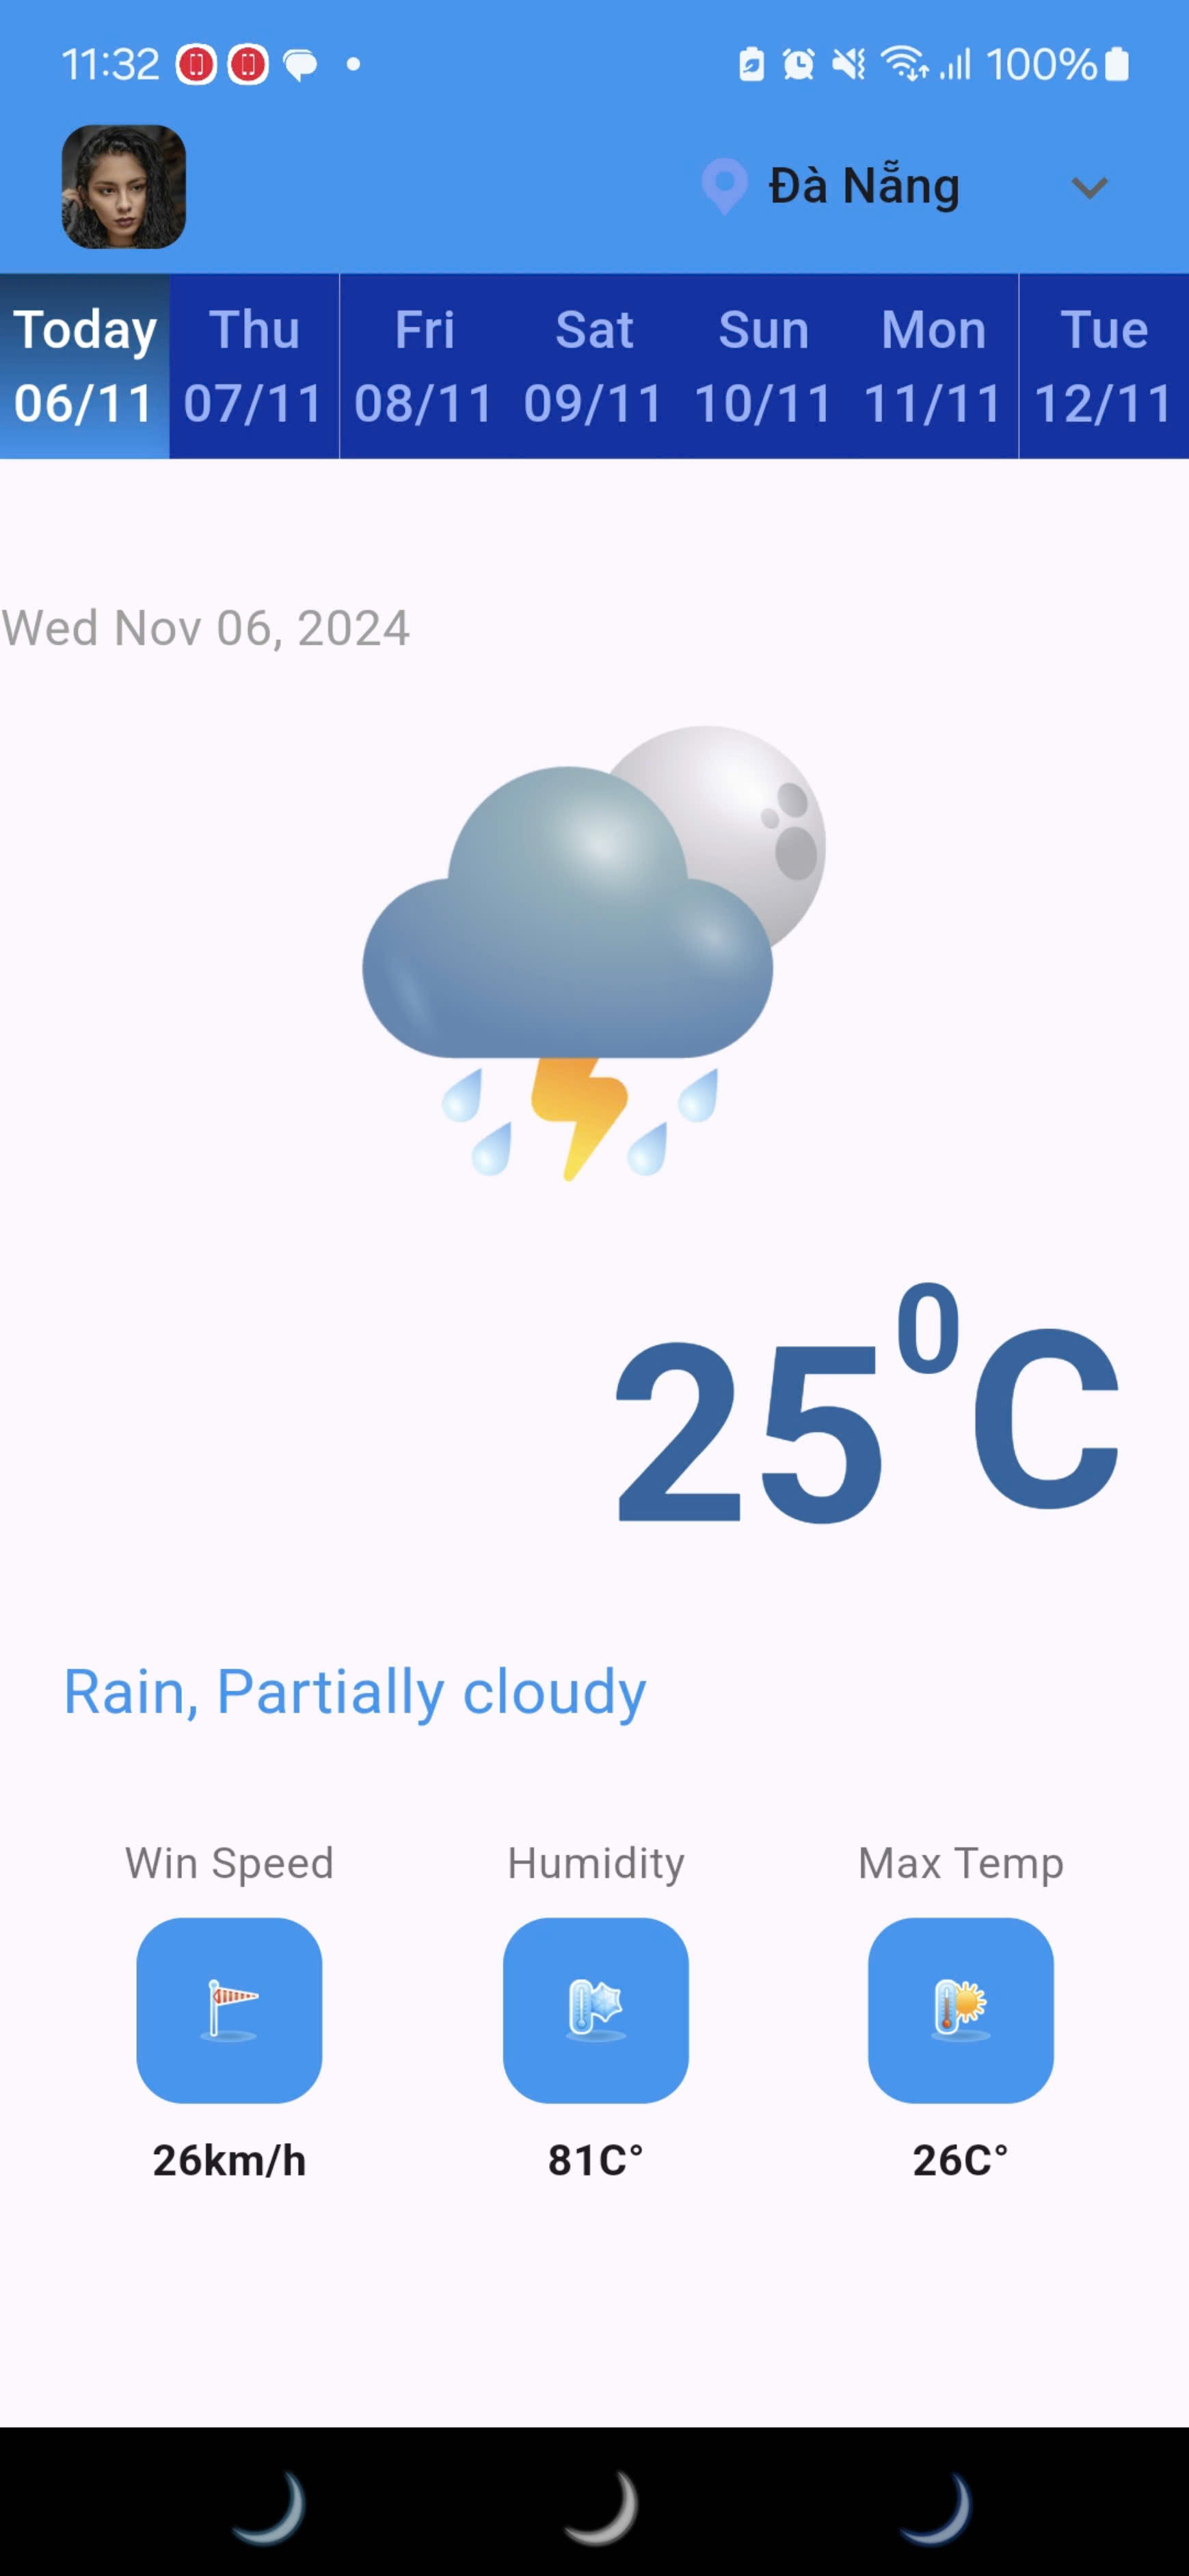 11:32 100%
Đà Nẵng
Today Thu Fri Sat Sun Mon Tue
06/11 07/11 08/11 09/11 10/11 11/11 12/11
Wed Nov 06, 2024
25⁰C
Rain, Partially cloudy
Win Speed Humidity Max Temp
26km/h 81C° 26C°